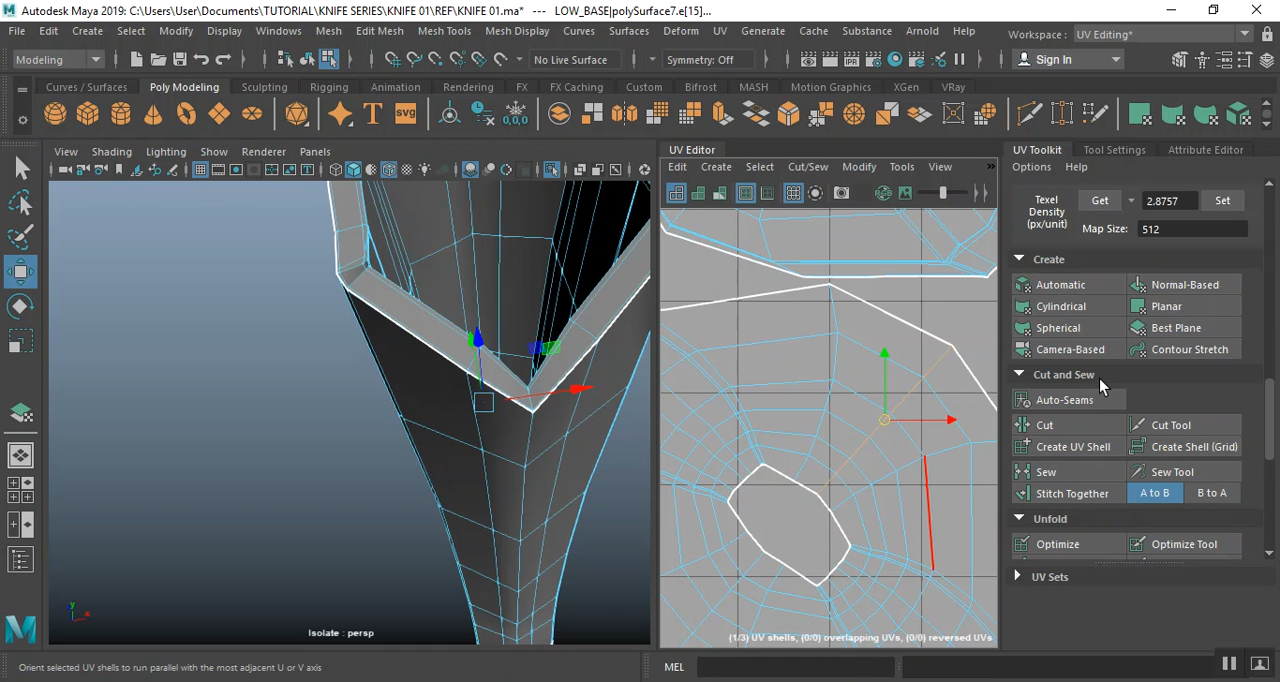 Autodesk Maya 2019: C:\Users\User\Documents\TUTORIAL\KNIFE SERIES\KNIFE 01\REF\KNIFE 01.ma* --- LOW_BASE|polySurface7.e[15]...
File Edit Create Select Modify Display Windows Mesh Edit Mesh Mesh Tools Mesh Display Curves Surfaces Deform UV Generate Cache Substance Arnold Help Workspace : UV Editing*
Modeling No Live Surface Symmetry: Off Sign In
Curves / Surfaces Poly Modeling Sculpting Rigging Animation Rendering FX FX Caching Custom Bifrost MASH Motion Graphics XGen VRay
SVG 0,0,0
View Shading Lighting Show Renderer Panels
UV Editor
Edit Create Select Cut/Sew Modify Tools View »
UV Toolkit Tool Settings Attribute Editor
Options Help
Texel
Density
(px/unit)
Get 2.8757 Set
Map Size: 512
Create
Automatic Normal-Based
Cylindrical Planar
Spherical Best Plane
Camera-Based Contour Stretch
Cut and Sew
Auto-Seams
Cut Cut Tool
Create UV Shell Create Shell (Grid)
Sew Sew Tool
Stitch Together A to B B to A
Unfold
Optimize Optimize Tool
UV Sets
y
x
Isolate : persp
(1/3) UV shells, (0/0) overlapping UVs, (0/0) reversed UVs
Orient selected UV shells to run parallel with the most adjacent U or V axis
MEL